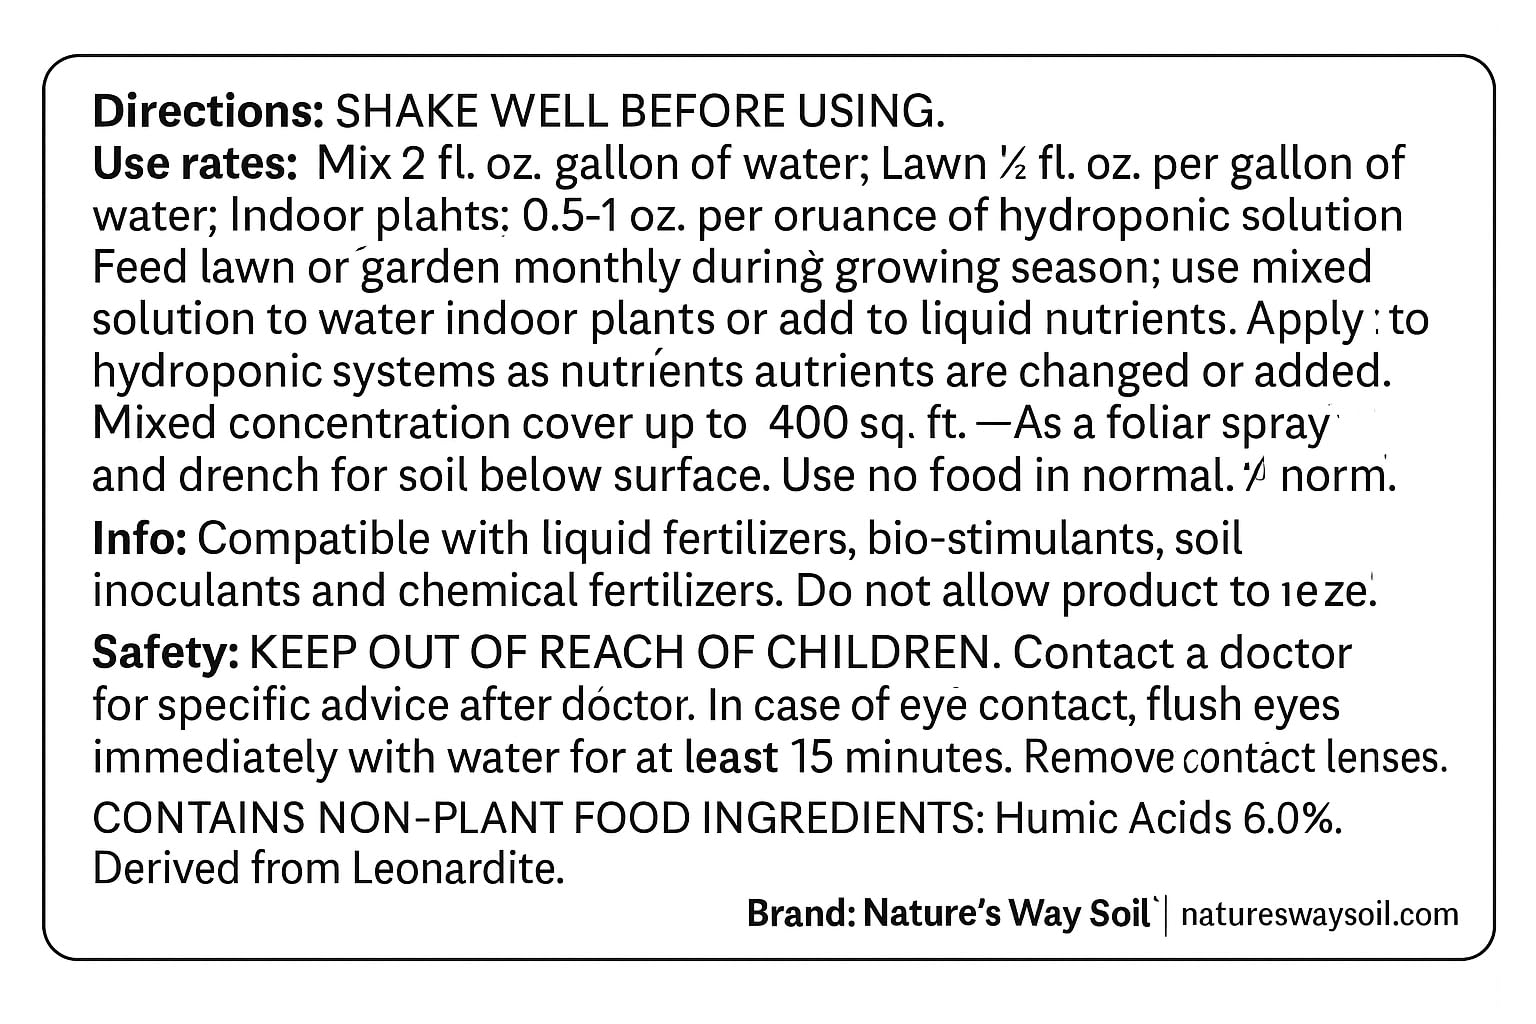 Directions: SHAKE WELL BEFORE USING.
Use rates: Mix 2 fl. oz. gallon of water; Lawn ½ fl. oz. per gallon of
water; Indoor plahts: 0.5-1 oz. per oruance of hydroponic solution
Feed lawn or garden monthly during growing season; use mixed
solution to water indoor plants or add to liquid nutrients. Apply : to
hydroponic systems as nutríents autrients are changed or added.
Mixed concentration cover up to 400 sq. ft. —As a foliar spray
and drench for soil below surface. Use no food in normal. norm.
Info: Compatible with liquid fertilizers, bio-stimulants, soil
inoculants and chemical fertilizers. Do not allow product to
Safety: KEEP OUT OF REACH OF CHILDREN. Contact a doctor
for specific advice after dóctor. In case of eye contact, flush eyes
immediately with water for at least 15 minutes. Remove contact lenses.
CONTAINS NON-PLANT FOOD INGREDIENTS: Humic Acids 6.0%.
Derived from Leonardite.
Brand: Nature's Way Soil | natureswaysoil.com